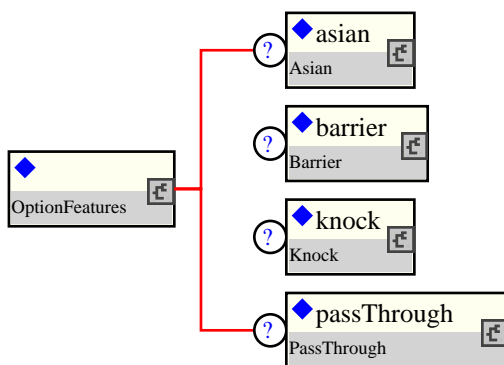 ?
asian
Asian
?
barrier
Barrier
OptionFeatures
?
knock
Knock
?
passThrough
PassThrough